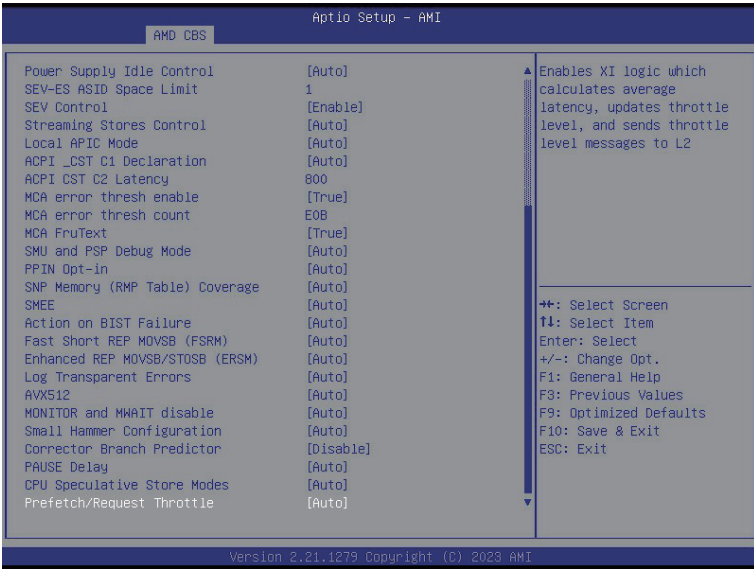 Aptio Setup – AMI
AMD CBS
Power Supply Idle Control [Auto]
SEV-ES ASID Space Limit 1
SEV Control [Enable]
Streaming Stores Control [Auto]
Local APIC Mode [Auto]
ACPI _CST C1 Declaration [Auto]
ACPI CST C2 Latency 800
MCA error thresh enable [True]
MCA error thresh count E0B
MCA FruText [True]
SMU and PSP Debug Mode [Auto]
PPIN Opt-in [Auto]
SNP Memory (RMP Table) Coverage [Auto]
SMEE [Auto]
Action on BIST Failure [Auto]
Fast Short REP MOVSB (FSRM) [Auto]
Enhanced REP MOVSB/STOSB (ERSM) [Auto]
Log Transparent Errors [Auto]
AVX512 [Auto]
MONITOR and MWAIT disable [Auto]
Small Hammer Configuration [Auto]
Corrector Branch Predictor [Disable]
PAUSE Delay [Auto]
CPU Speculative Store Modes [Auto]
Prefetch/Request Throttle [Auto]
Enables XI logic which
calculates average
latency, updates throttle
level, and sends throttle
level messages to L2
→←: Select Screen
↑↓: Select Item
Enter: Select
+/-: Change Opt.
F1: General Help
F3: Previous Values
F9: Optimized Defaults
F10: Save & Exit
ESC: Exit
Version 2.21.1279 Copyright (C) 2023 AMI